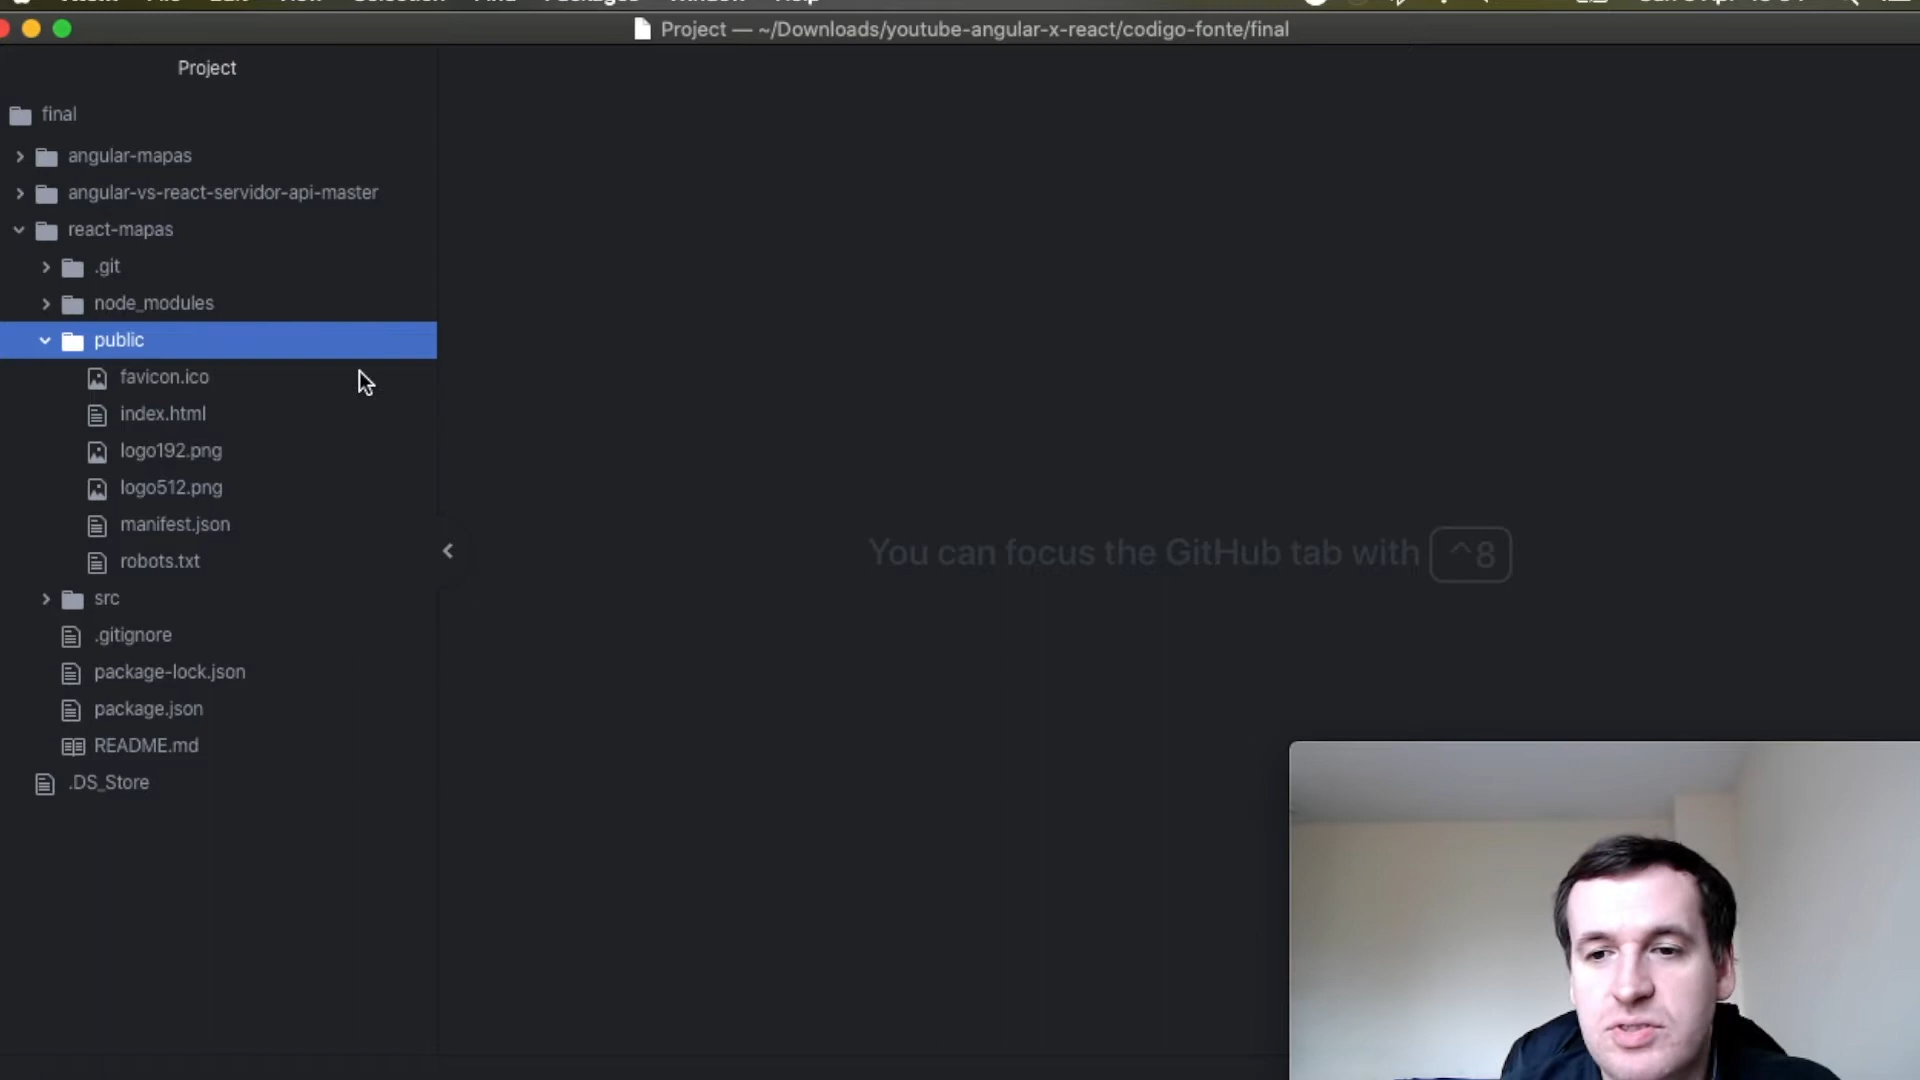 Project — ~/Downloads/youtube-angular-x-react/codigo-fonte/final
Project
final
angular-mapas
angular-vs-react-servidor-api-master
react-mapas
.git
node_modules
public
favicon.ico
index.html
logo192.png
logo512.png
manifest.json
robots.txt
src
.gitignore
package-lock.json
package.json
README.md
.DS_Store
You can focus the GitHub tab with ^8